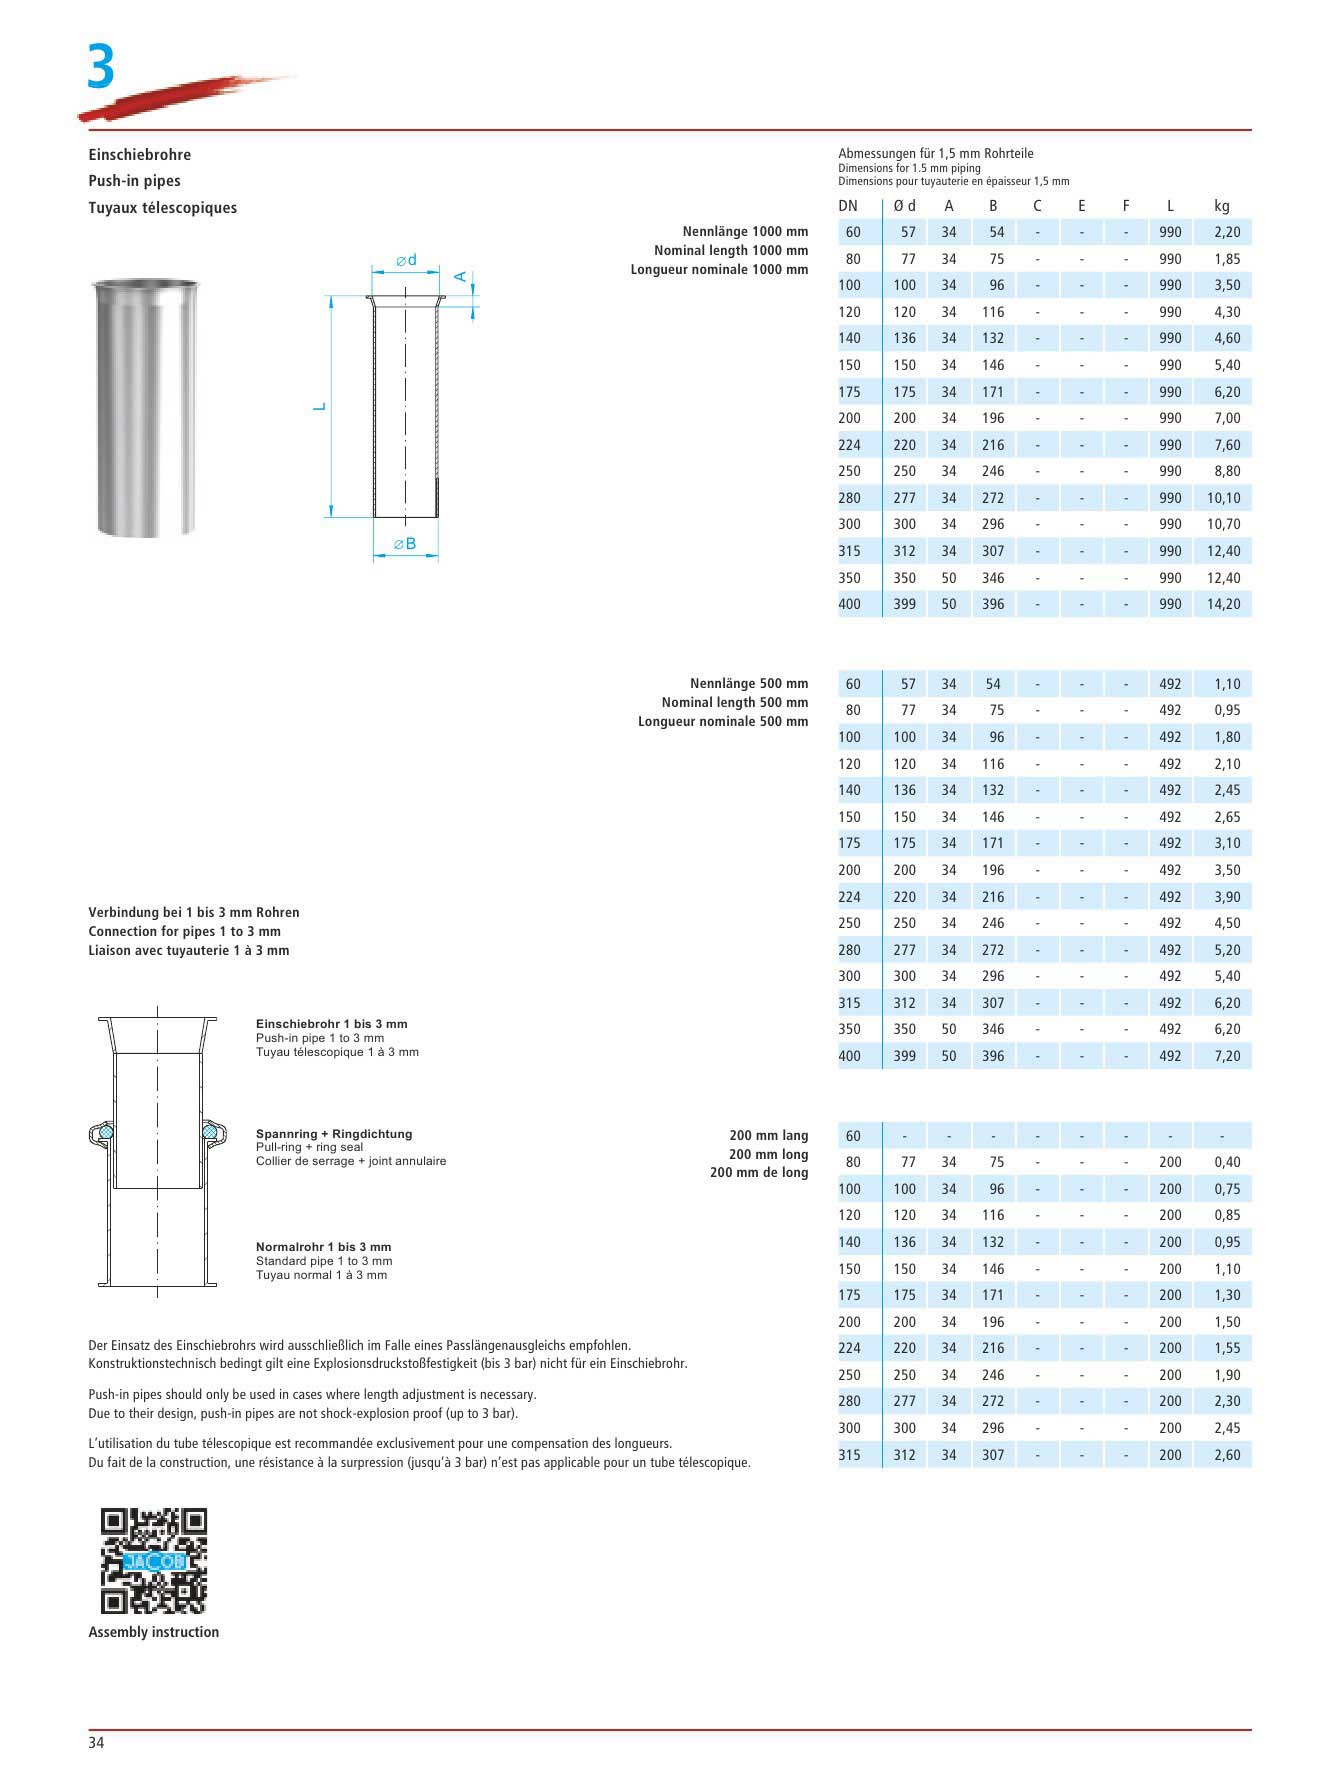 3
Einschiebrohre
Push-in pipes
Tuyaux télescopiques
Abmessungen für 1,5 mm Rohrteile
Dimensions for 1.5 mm piping
Dimensions pour tuyauterie en épaisseur 1,5 mm
DN Ø d A B C E F L kg
Nennlänge 1000 mm
Nominal length 1000 mm
Longueur nominale 1000 mm
60 57 34 54 - - - 990 2,20
80 77 34 75 - - - 990 1,85
100 100 34 96 - - - 990 3,50
120 120 34 116 - - - 990 4,30
140 136 34 132 - - - 990 4,60
150 150 34 146 - - - 990 5,40
175 175 34 171 - - - 990 6,20
200 200 34 196 - - - 990 7,00
224 220 34 216 - - - 990 7,60
250 250 34 246 - - - 990 8,80
280 277 34 272 - - - 990 10,10
300 300 34 296 - - - 990 10,70
315 312 34 307 - - - 990 12,40
350 350 50 346 - - - 990 12,40
400 399 50 396 - - - 990 14,20
⌀d
A
L
⌀B
Nennlänge 500 mm
Nominal length 500 mm
Longueur nominale 500 mm
60 57 34 54 - - - 492 1,10
80 77 34 75 - - - 492 0,95
100 100 34 96 - - - 492 1,80
120 120 34 116 - - - 492 2,10
140 136 34 132 - - - 492 2,45
150 150 34 146 - - - 492 2,65
175 175 34 171 - - - 492 3,10
200 200 34 196 - - - 492 3,50
224 220 34 216 - - - 492 3,90
250 250 34 246 - - - 492 4,50
280 277 34 272 - - - 492 5,20
300 300 34 296 - - - 492 5,40
315 312 34 307 - - - 492 6,20
350 350 50 346 - - - 492 6,20
400 399 50 396 - - - 492 7,20
Verbindung bei 1 bis 3 mm Rohren
Connection for pipes 1 to 3 mm
Liaison avec tuyauterie 1 à 3 mm
Einschiebrohr 1 bis 3 mm
Push-in pipe 1 to 3 mm
Tuyau télescopique 1 à 3 mm
Spannring + Ringdichtung
Pull-ring + ring seal
Collier de serrage + joint annulaire
Normalrohr 1 bis 3 mm
Standard pipe 1 to 3 mm
Tuyau normal 1 à 3 mm
200 mm lang
200 mm long
200 mm de long
60 - - - - - - - -
80 77 34 75 - - - 200 0,40
100 100 34 96 - - - 200 0,75
120 120 34 116 - - - 200 0,85
140 136 34 132 - - - 200 0,95
150 150 34 146 - - - 200 1,10
175 175 34 171 - - - 200 1,30
200 200 34 196 - - - 200 1,50
224 220 34 216 - - - 200 1,55
250 250 34 246 - - - 200 1,90
280 277 34 272 - - - 200 2,30
300 300 34 296 - - - 200 2,45
315 312 34 307 - - - 200 2,60
Der Einsatz des Einschiebrohrs wird ausschließlich im Falle eines Passlängenausgleichs empfohlen.
Konstruktionstechnisch bedingt gilt eine Explosionsdruckstoßfestigkeit (bis 3 bar) nicht für ein Einschiebrohr.
Push-in pipes should only be used in cases where length adjustment is necessary.
Due to their design, push-in pipes are not shock-explosion proof (up to 3 bar).
L’utilisation du tube télescopique est recommandée exclusivement pour une compensation des longueurs.
Du fait de la construction, une résistance à la surpression (jusqu’à 3 bar) n’est pas applicable pour un tube télescopique.
JACOB
Assembly instruction
34